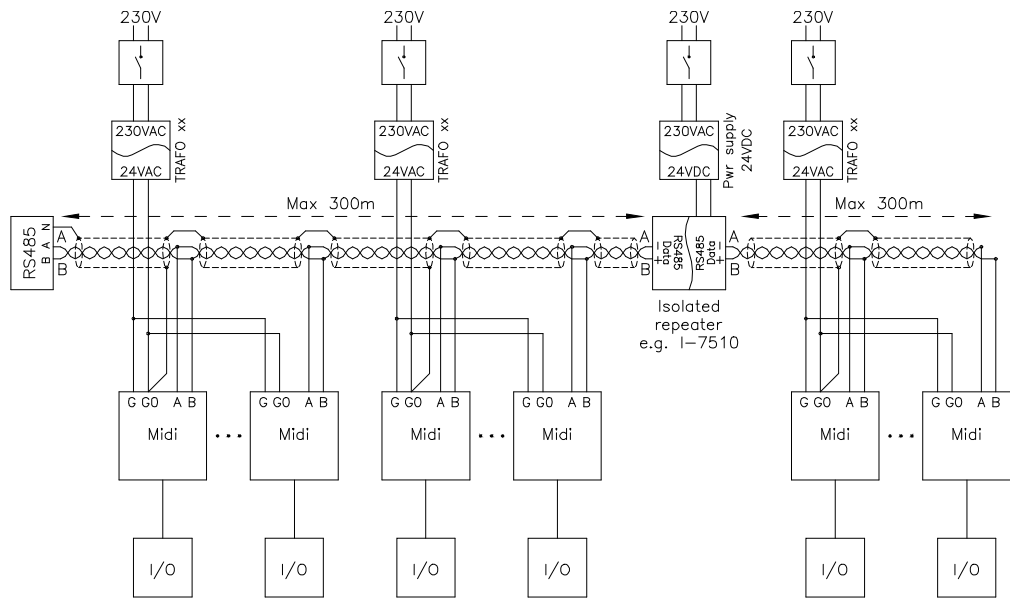 230V 230V 230V 230V
230VAC 230VAC 230VAC 230VAC
24VAC 24VAC 24VDC 24VAC
TRAFO xx
TRAFO xx
Pwr supply
24VDC
TRAFO xx
Max 300m
Max 300m
RS485
N
A
B
A
B
A
B
RS485
Data
- +
RS485
Data
- +
A
B
Isolated
repeater
e.g. I-7510
G G0 A B
G G0 A B
G G0 A B
G G0 A B
G G0 A B
G G0 A B
Midi ... Midi
Midi ... Midi
Midi ... Midi
I/O I/O I/O I/O I/O I/O